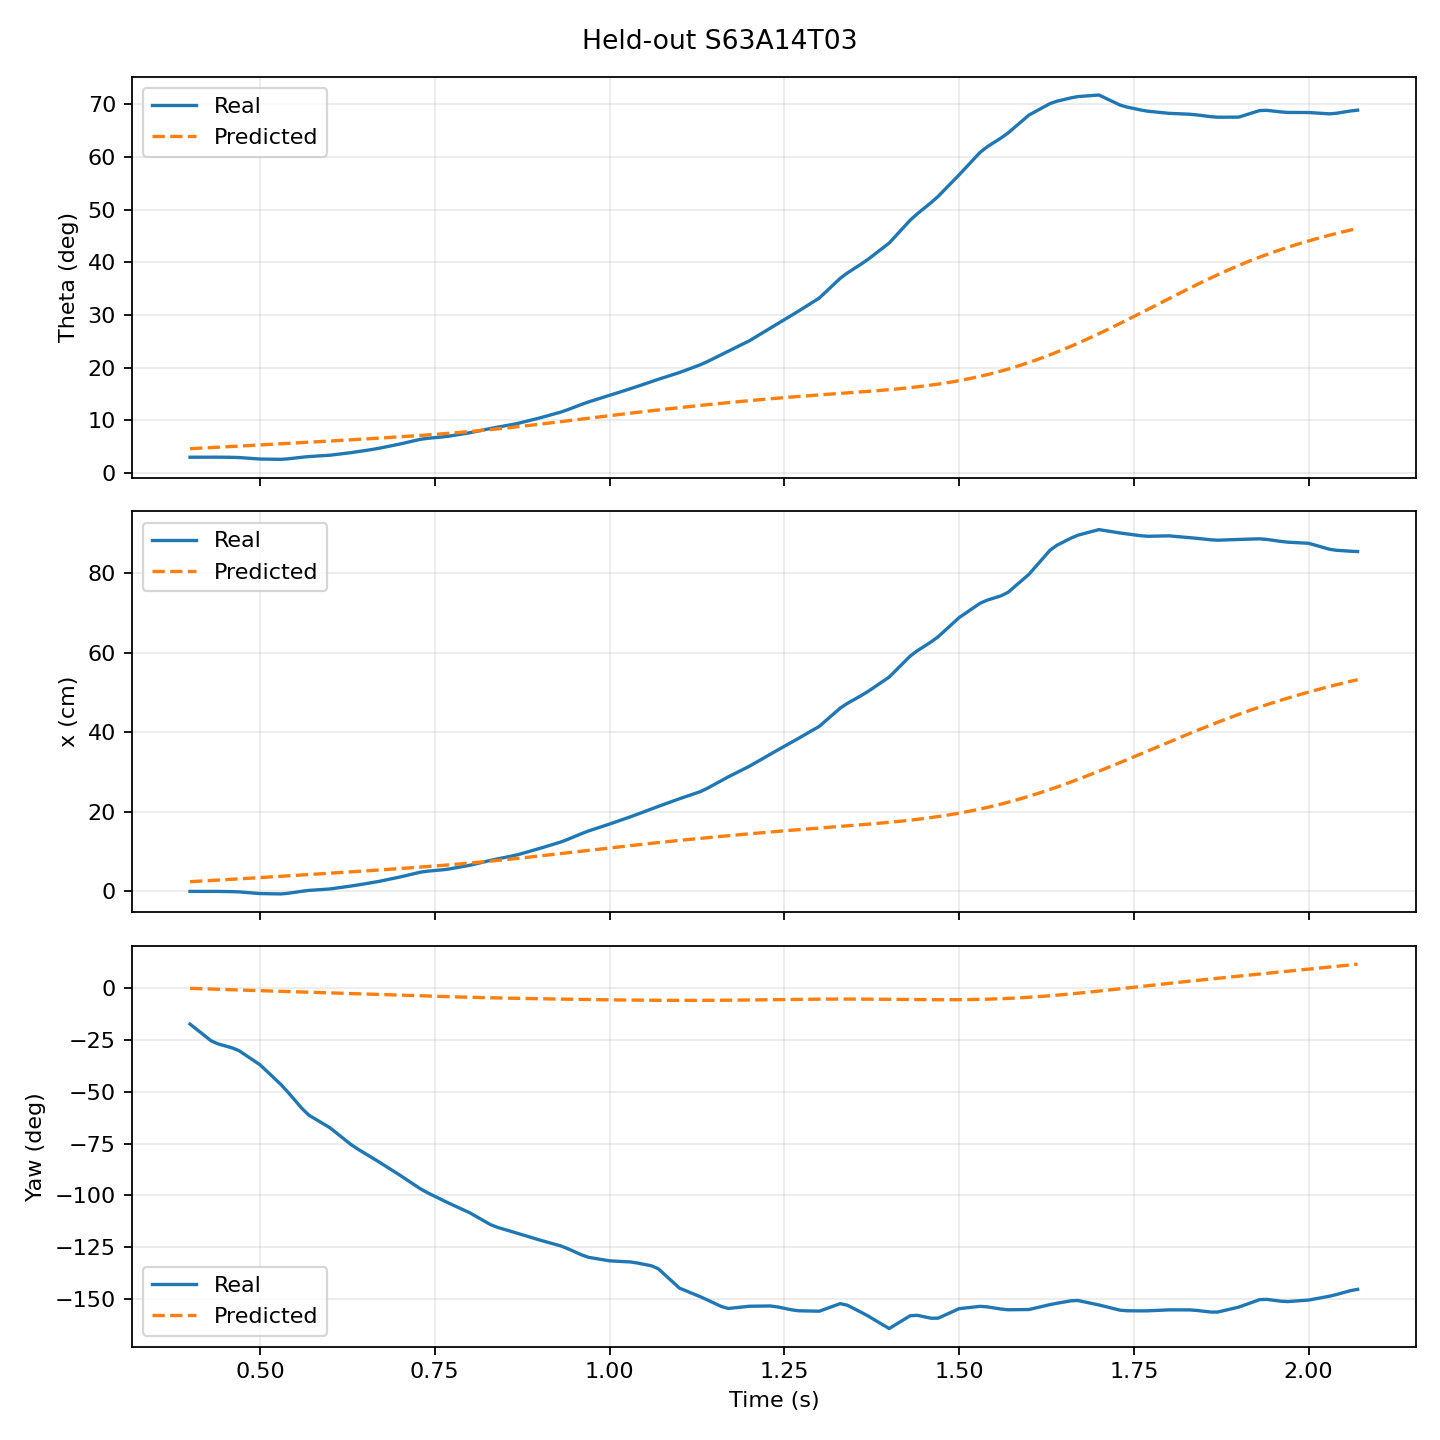 Held-out S63A14T03
Real
Predicted
Theta (deg)
70
60
50
40
30
20
10
0
Real
Predicted
x (cm)
80
60
40
20
0
Yaw (deg)
0
−25
−50
−75
−100
−125
−150
Real
Predicted
0.50 0.75 1.00 1.25 1.50 1.75 2.00
Time (s)